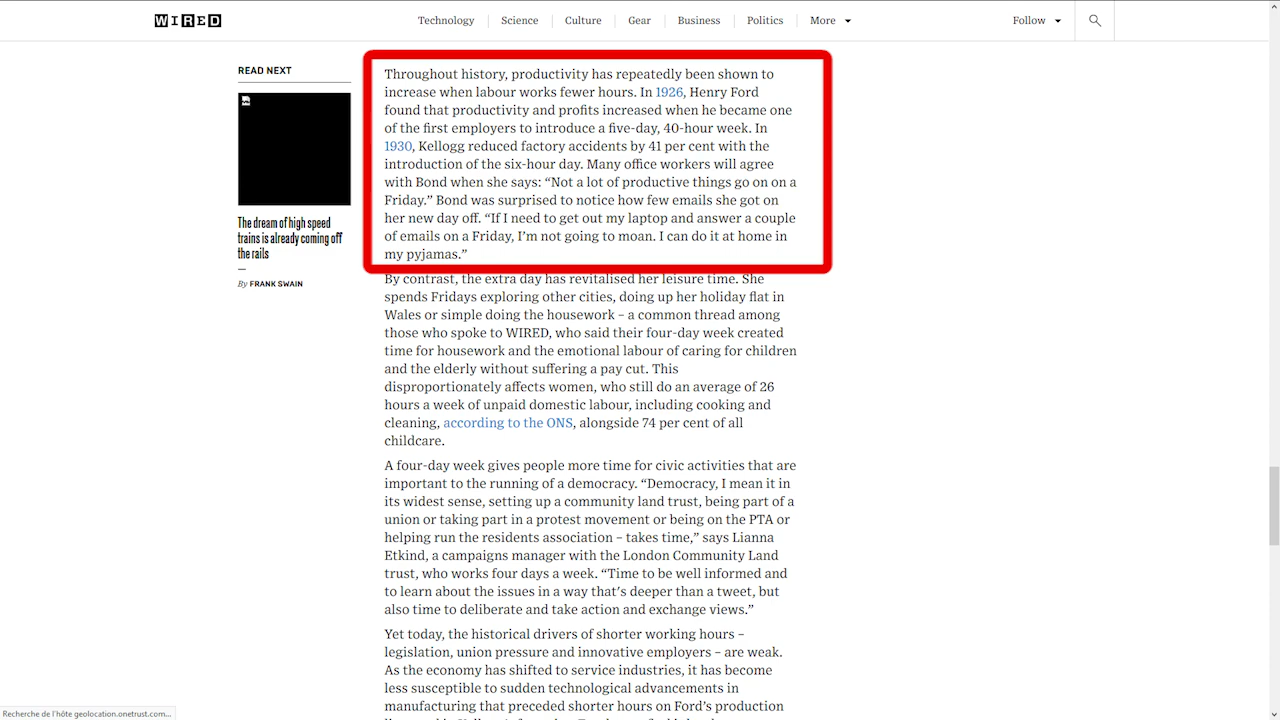 WIRED
Technology
Science
Culture
Gear
Business
Politics
More
Follow
READ NEXT
The dream of high speed
trains is already coming off
the rails
By FRANK SWAIN
Throughout history, productivity has repeatedly been shown to
increase when labour works fewer hours. In 1926, Henry Ford
found that productivity and profits increased when he became one
of the first employers to introduce a five-day, 40-hour week. In
1930, Kellogg reduced factory accidents by 41 per cent with the
introduction of the six-hour day. Many office workers will agree
with Bond when she says: “Not a lot of productive things go on on a
Friday.” Bond was surprised to notice how few emails she got on
her new day off. “If I need to get out my laptop and answer a couple
of emails on a Friday, I’m not going to moan. I can do it at home in
my pyjamas.”
By contrast, the extra day has revitalised her leisure time. She
spends Fridays exploring other cities, doing up her holiday flat in
Wales or simple doing the housework – a common thread among
those who spoke to WIRED, who said their four-day week created
time for housework and the emotional labour of caring for children
and the elderly without suffering a pay cut. This
disproportionately affects women, who still do an average of 26
hours a week of unpaid domestic labour, including cooking and
cleaning, according to the ONS, alongside 74 per cent of all
childcare.
A four-day week gives people more time for civic activities that are
important to the running of a democracy. “Democracy, I mean it in
its widest sense, setting up a community land trust, being part of a
union or taking part in a protest movement or being on the PTA or
helping run the residents association – takes time,” says Lianna
Etkind, a campaigns manager with the London Community Land
trust, who works four days a week. “Time to be well informed and
to learn about the issues in a way that's deeper than a tweet, but
also time to deliberate and take action and exchange views.”
Yet today, the historical drivers of shorter working hours –
legislation, union pressure and innovative employers – are weak.
As the economy has shifted to service industries, it has become
less susceptible to sudden technological advancements in
manufacturing that preceded shorter hours on Ford’s production
Recherche de l'hôte geolocation.onetrust.com...